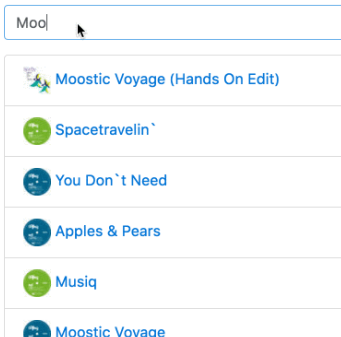 Moo
Moostic Voyage (Hands On Edit)
Spacetravelin`
You Don`t Need
Apples & Pears
Musiq
Moostic Voyage